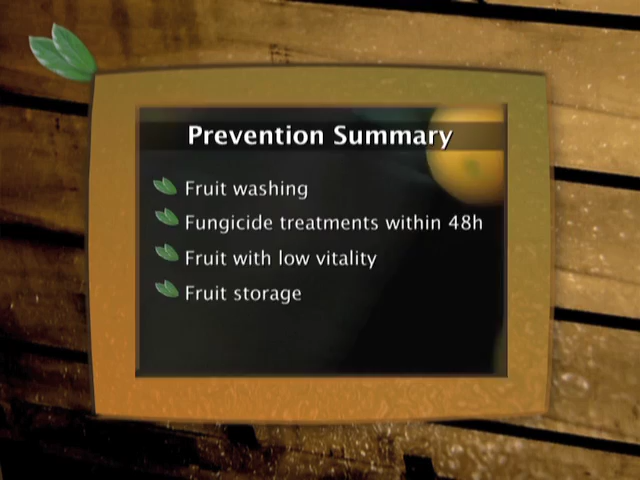 Prevention Summary
Fruit washing
Fungicide treatments within 48h
Fruit with low vitality
Fruit storage